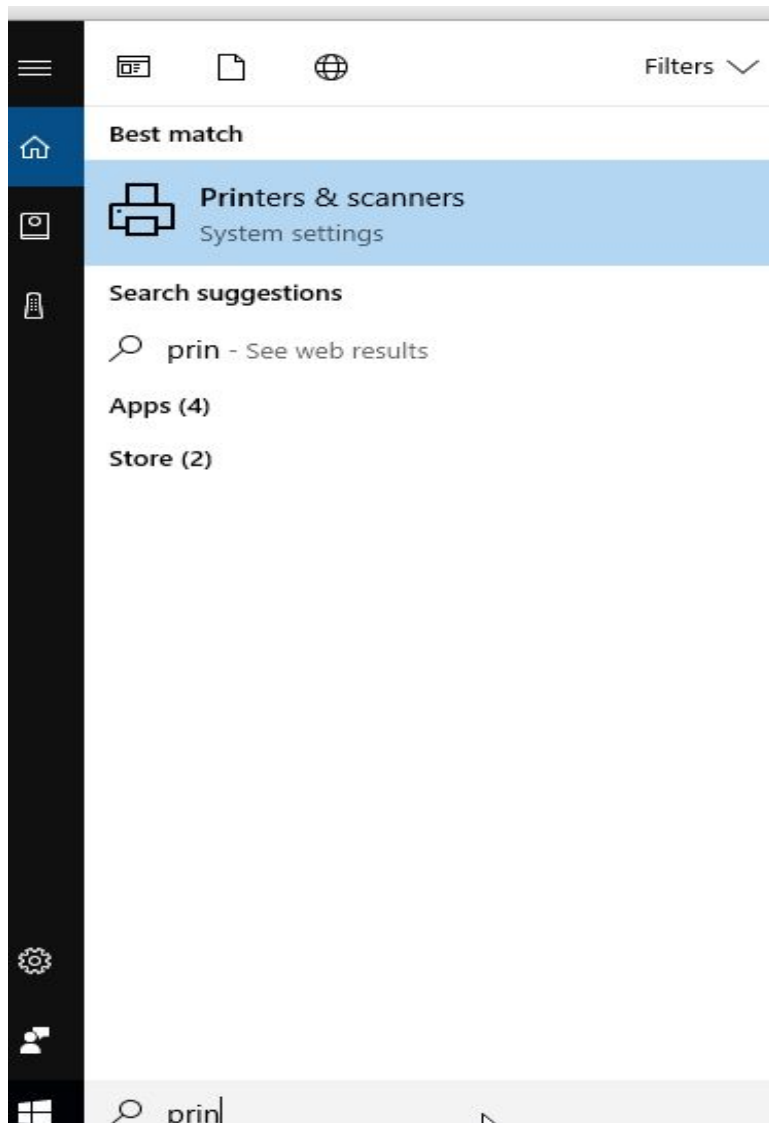 Filters
Best match
Printers & scanners
System settings
Search suggestions
prin - See web results
Apps (4)
Store (2)
prin